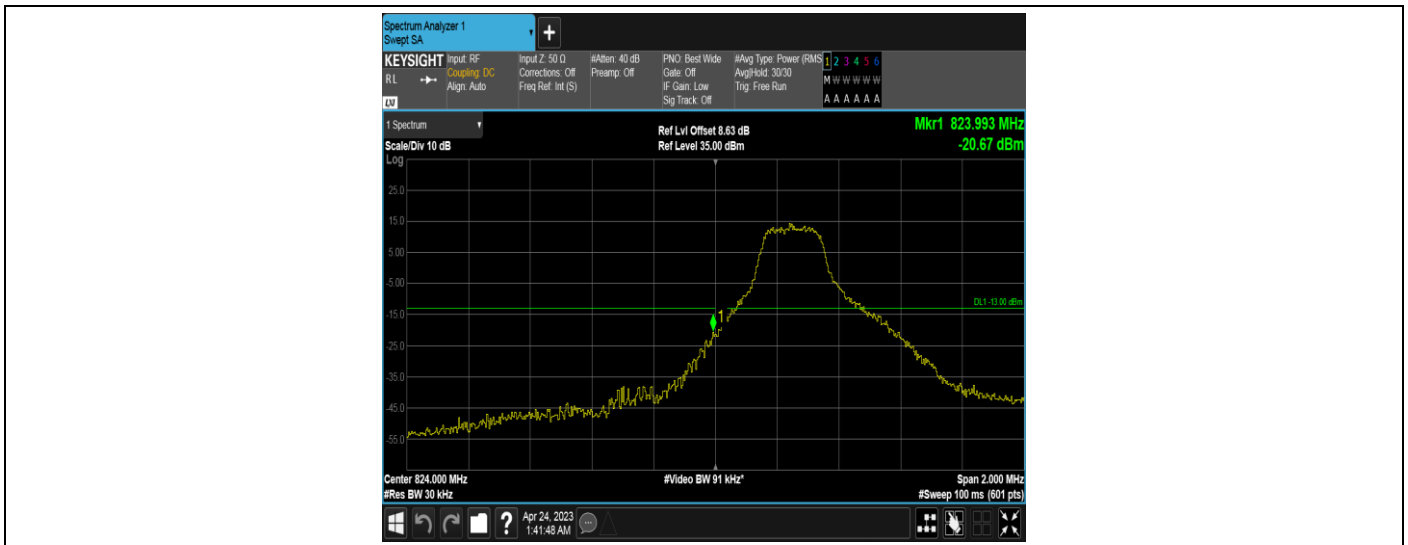 Spectrum Analyzer 1
Swept SA
+
KEYSIGHT Input: RF Input Z: 50 Ω #Atten: 40 dB PNO: Best Wide #Avg Type: Power (RMS 1 2 3 4 5 6
RL Coupling: DC Corrections: Off Preamp: Off Gate: Off Avg|Hold: 30/30 M W W W W W
Align: Auto Freq Ref: Int (S) IF Gain: Low Trig: Free Run
LXI Sig Track: Off A A A A A A
1 Spectrum Ref Lvl Offset 8.63 dB Mkr1 823.993 MHz
Scale/Div 10 dB Ref Level 35.00 dBm -20.67 dBm
Log
25.0
15.0
5.00
-5.00
DL1 -13.00 dBm
-15.0
1
-25.0
-35.0
-45.0
-55.0
Center 824.000 MHz #Video BW 91 kHz* Span 2.000 MHz
#Res BW 30 kHz #Sweep 100 ms (601 pts)
? Apr 24, 2023
1:41:48 AM